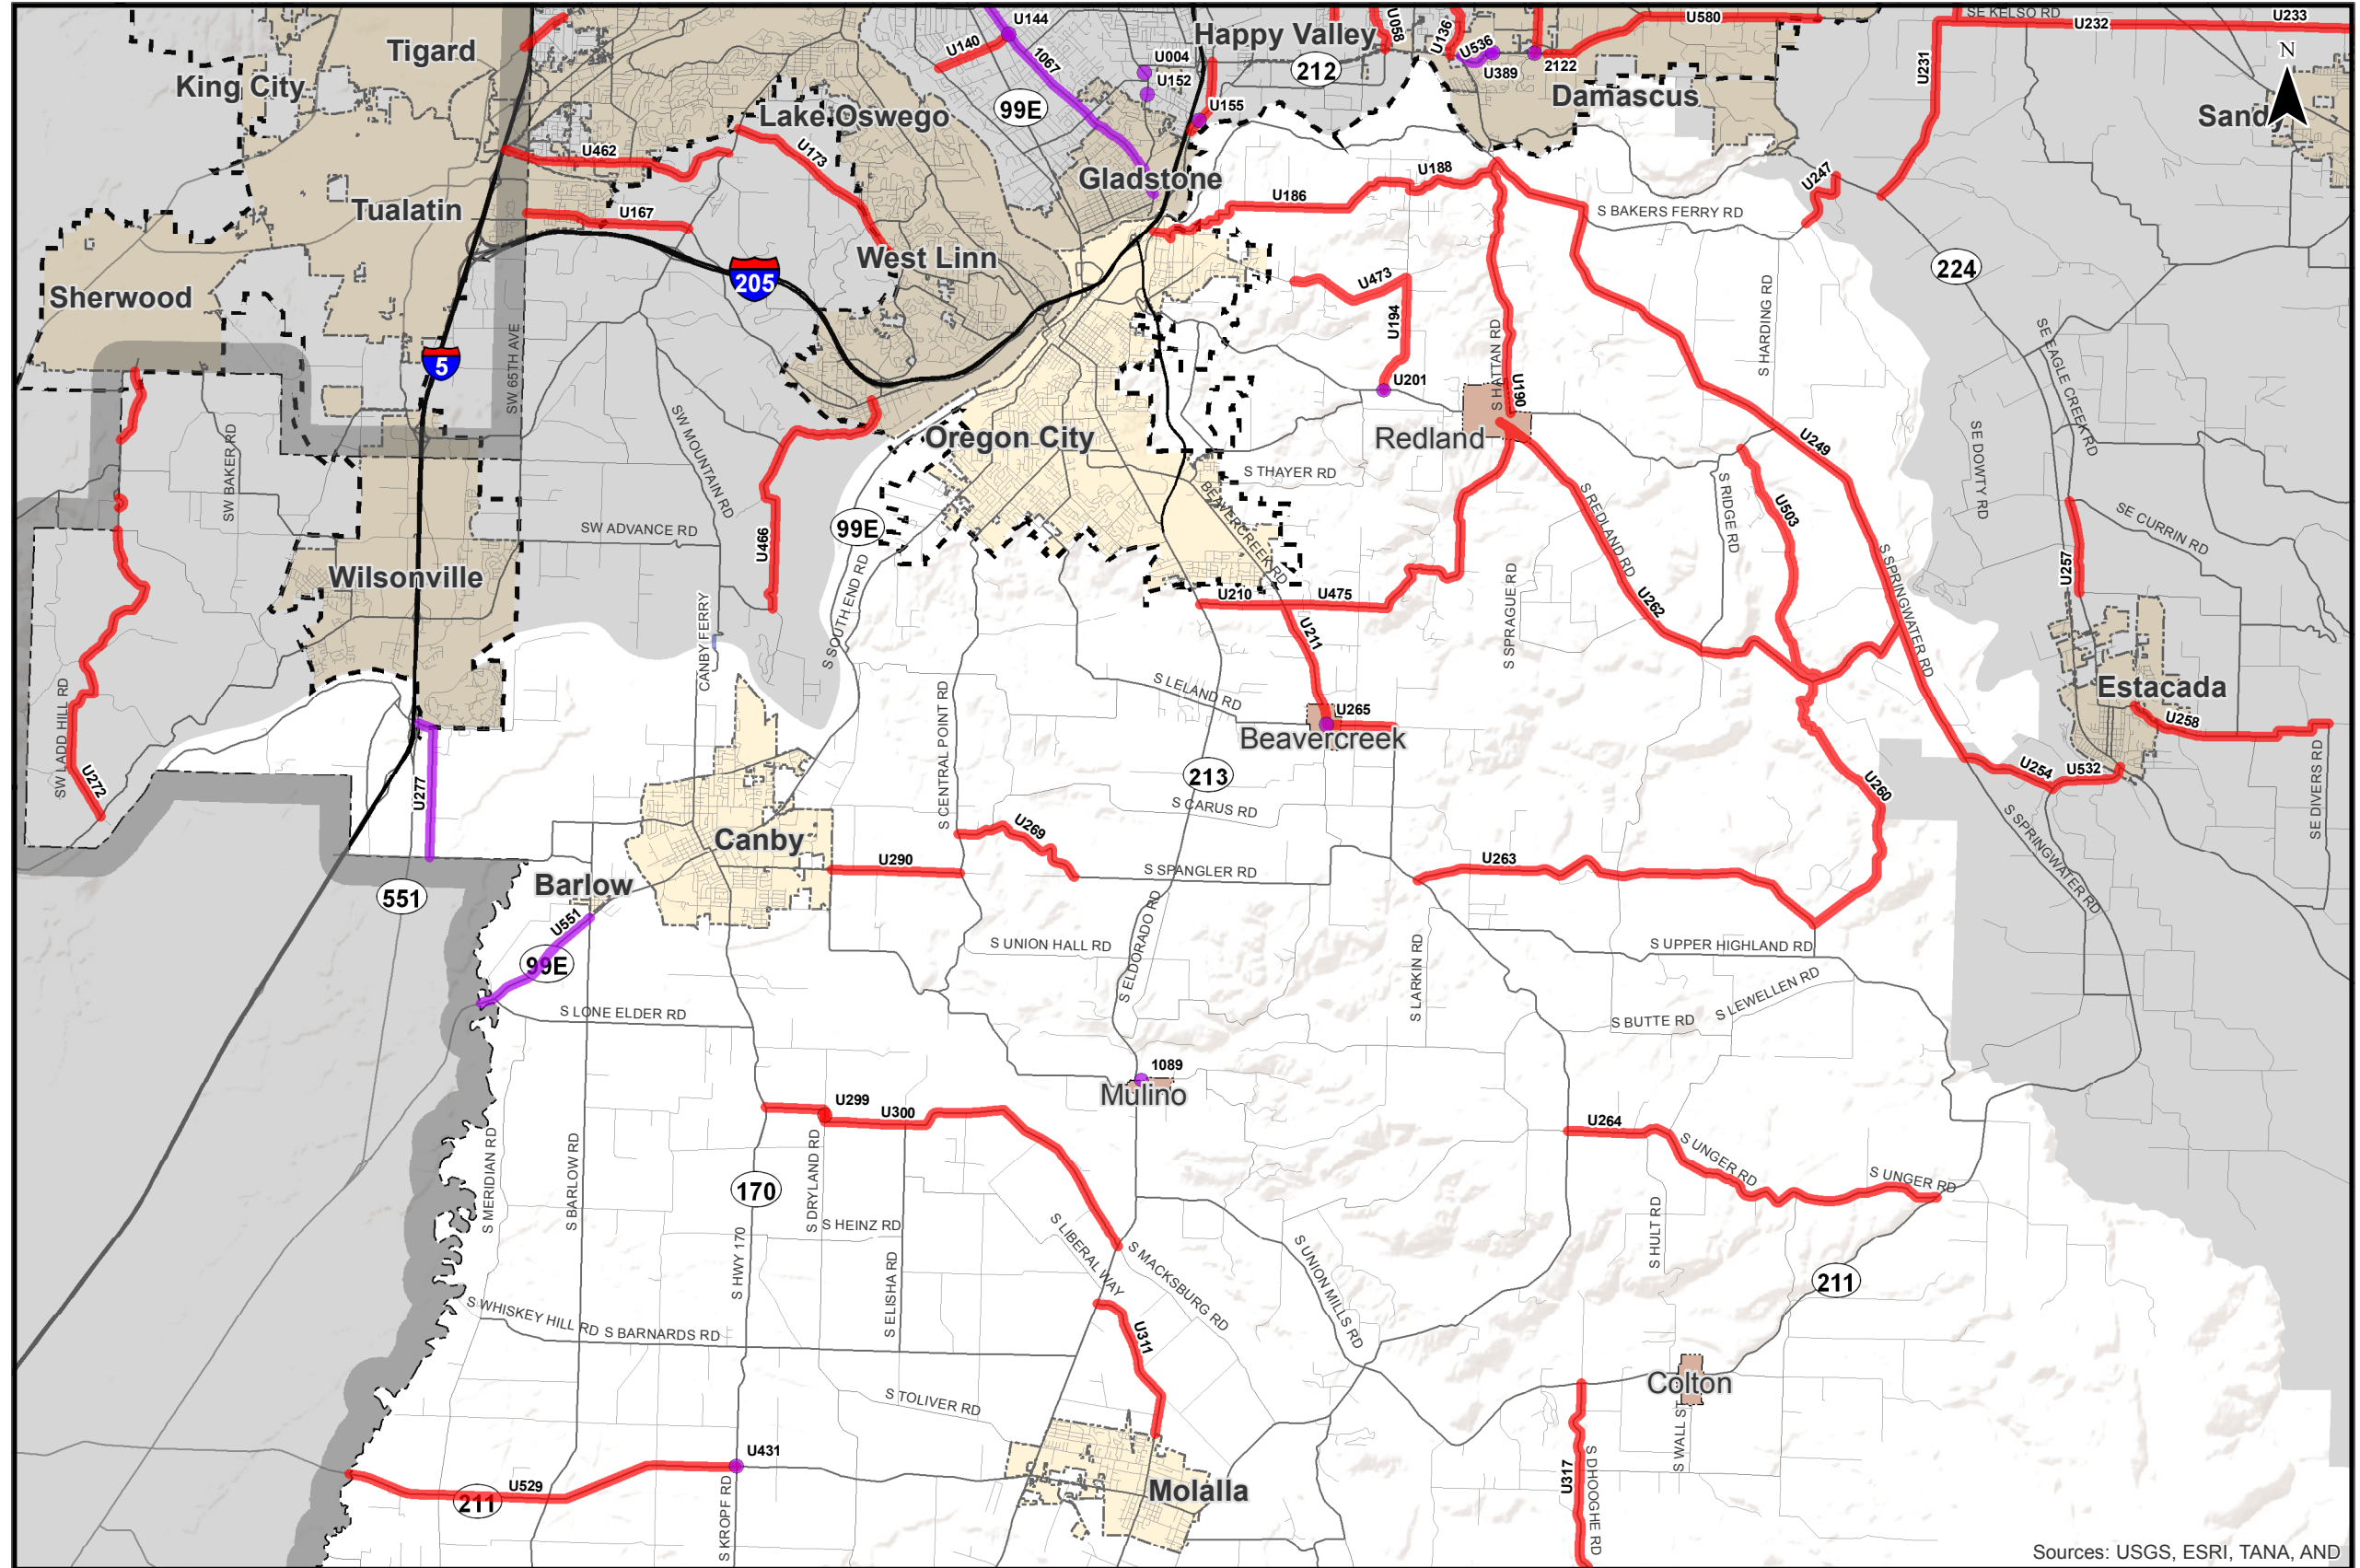 SE KELSO RD
U233
U232
U580
U144
U058
U136
Tigard
U140
1067
U004
Happy Valley
U536
N
212
2122
U389
U231
King City
U152
Damascus
99E
U155
Lake Oswego
Sandy
U462
U173
Gladstone
U188
U247
U186
Tualatin
U167
S BAKERS FERRY RD
West Linn
224
205
U473
Sherwood
U194
S HATTAN RD
S HARDING RD
5
SW 65TH AVE
SE EAGLE CREEK RD
U201
U190
Redland
Oregon City
U249
SW MOUNTAIN RD
SW BAKER RD
S THAYER RD
SE DOWTY RD
BEAVERCREEK RD
S REDLAND RD
S RIDGE RD
U503
99E
SW ADVANCE RD
U466
SE CURRIN RD
Wilsonville
U257
S SOUTH END RD
U210
U475
S SPRAGUE RD
U262
S SPRINGWATER RD
CANBY FERRY
U211
S LELAND RD
Estacada
SW LADD HILL RD
S CENTRAL POINT RD
U265
U258
Beavercreek
213
U272
U277
U254
U532
U260
SE DIVERS RD
S CARUS RD
Canby
U269
U290
S SPANGLER RD
U263
S SPRINGWATER RD
Barlow
551
U551
S UNION HALL RD
S UPPER HIGHLAND RD
99E
S ELDORADO RD
S LARKIN RD
S LEWELLEN RD
S LONE ELDER RD
S BUTTE RD
1089
Mulino
U299
U300
U264
S UNGER RD
S UNGER RD
S MERIDIAN RD
S BARLOW RD
170
S DRYLAND RD
S HEINZ RD
S HULT RD
S LIBERAL WAY
S MACKSBURG RD
S UNION MILLS RD
S HWY 170
S ELISHA RD
211
S WHISKEY HILL RD
S BARNARDS RD
U311
Colton
S TOLIVER RD
S WALL ST
U431
U529
211
U317
S DHOOGHE RD
Molalla
S KROPF RD
Sources: USGS, ESRI, TANA, AND